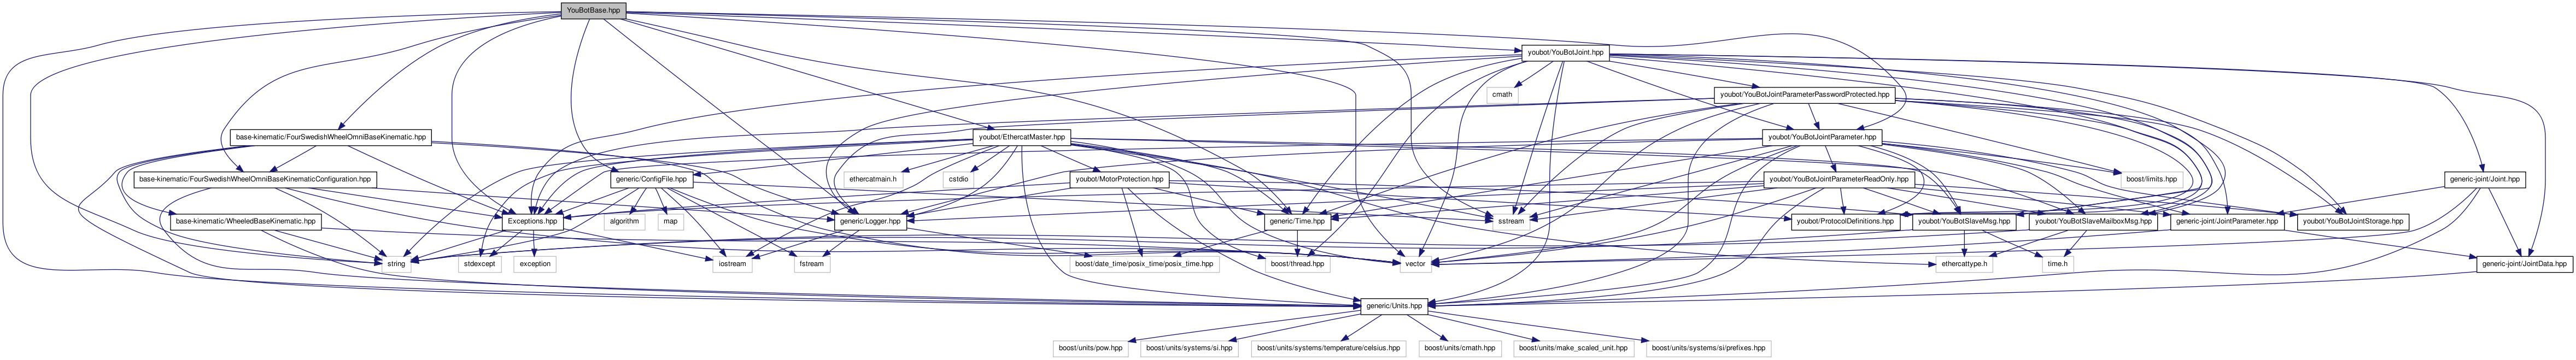 YouBotBase.hpp
youbot/YouBotJoint.hpp
cmath
youbot/YouBotJointParameterPasswordProtected.hpp
base-kinematic/FourSwedishWheelOmniBaseKinematic.hpp
youbot/EthercatMaster.hpp
youbot/YouBotJointParameter.hpp
base-kinematic/FourSwedishWheelOmniBaseKinematicConfiguration.hpp
generic/ConfigFile.hpp
ethercatmain.h
cstdio
youbot/MotorProtection.hpp
youbot/YouBotJointParameterReadOnly.hpp
boost/limits.hpp
generic-joint/Joint.hpp
base-kinematic/WheeledBaseKinematic.hpp
Exceptions.hpp
algorithm
map
generic/Logger.hpp
generic/Time.hpp
sstream
youbot/ProtocolDefinitions.hpp
youbot/YouBotSlaveMsg.hpp
youbot/YouBotSlaveMailboxMsg.hpp
generic-joint/JointParameter.hpp
youbot/YouBotJointStorage.hpp
string
stdexcept
exception
iostream
fstream
boost/date_time/posix_time/posix_time.hpp
boost/thread.hpp
vector
ethercattype.h
time.h
generic-joint/JointData.hpp
generic/Units.hpp
boost/units/pow.hpp
boost/units/systems/si.hpp
boost/units/systems/temperature/celsius.hpp
boost/units/cmath.hpp
boost/units/make_scaled_unit.hpp
boost/units/systems/si/prefixes.hpp